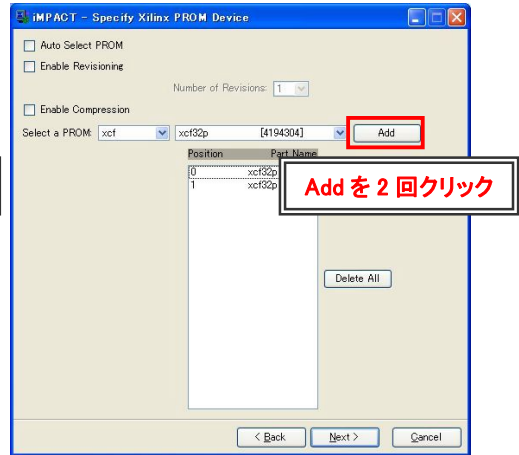 iMPACT - Specify Xilinx PROM Device
Auto Select PROM
Enable Revisioning
Number of Revisions: 1
Enable Compression
Select a PROM: xcf xcf32p [4194304] Add
Position Part Name
0 xcf32p
1 xcf32p
Add を 2 回クリック
Delete All
< Back Next > Cancel